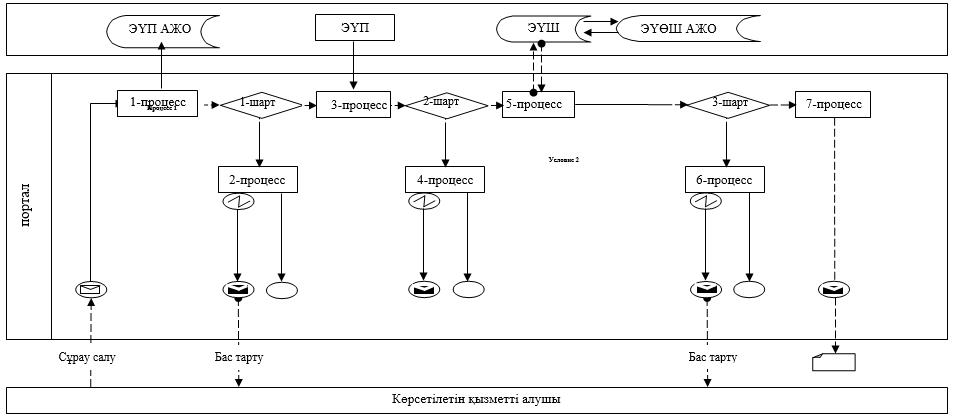 ЭҮП АЖО
ЭҮП
ЭҮШ
ЭҮӨШ АЖО
1-процесс
Процесс 1
1-шарт
3-процесс
2-шарт
5-процесс
3-шарт
7-процесс
Условие 2
2-процесс
4-процесс
6-процесс
портал
Сұрау салу
Бас тарту
Бас тарту
Көрсетілетін қызметті алушы